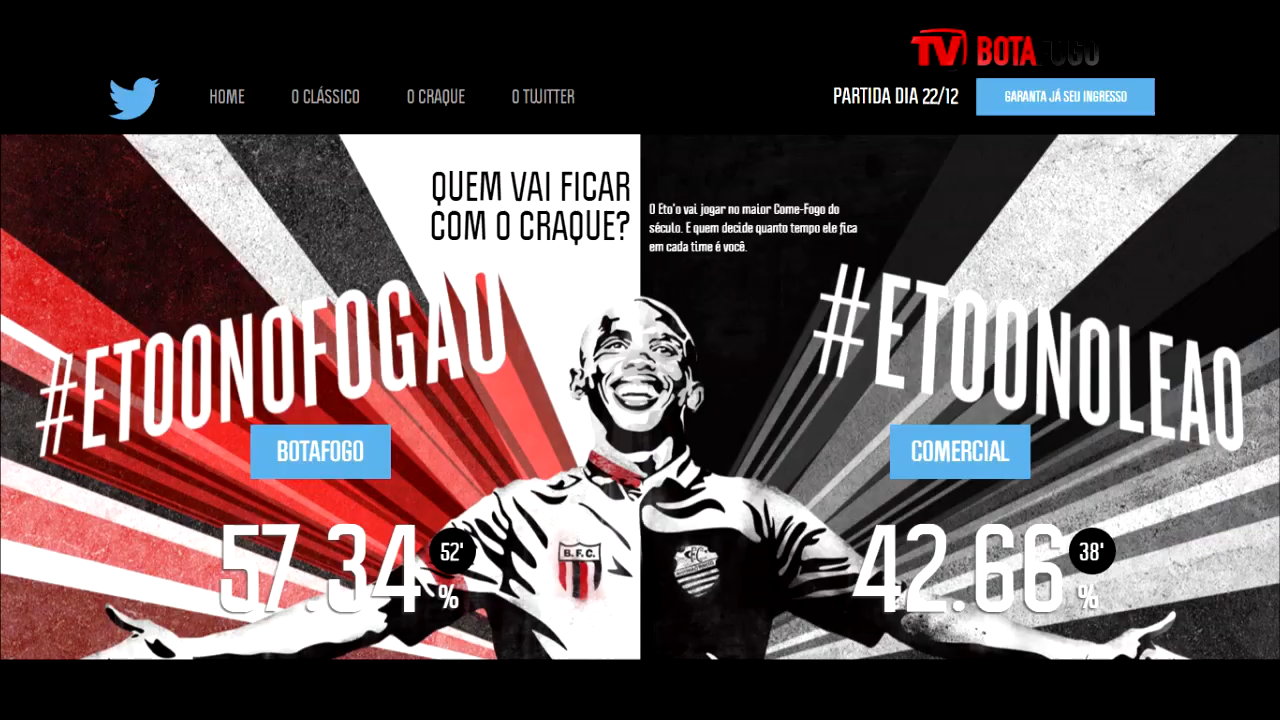 TV BOTAFOGO
HOME O CLÁSSICO O CRAQUE O TWITTER
PARTIDA DIA 22/12 GARANTA JÁ SEU INGRESSO
QUEM VAI FICAR
COM O CRAQUE?
O Eto'o vai jogar no maior Come-Fogo do
século. E quem decide quanto tempo ele fica
em cada time é você.
#ETOONOFOGAO
#ETOONOLEAO
BOTAFOGO
COMERCIAL
57.34% 52'
42.66% 38'
B.F.C.